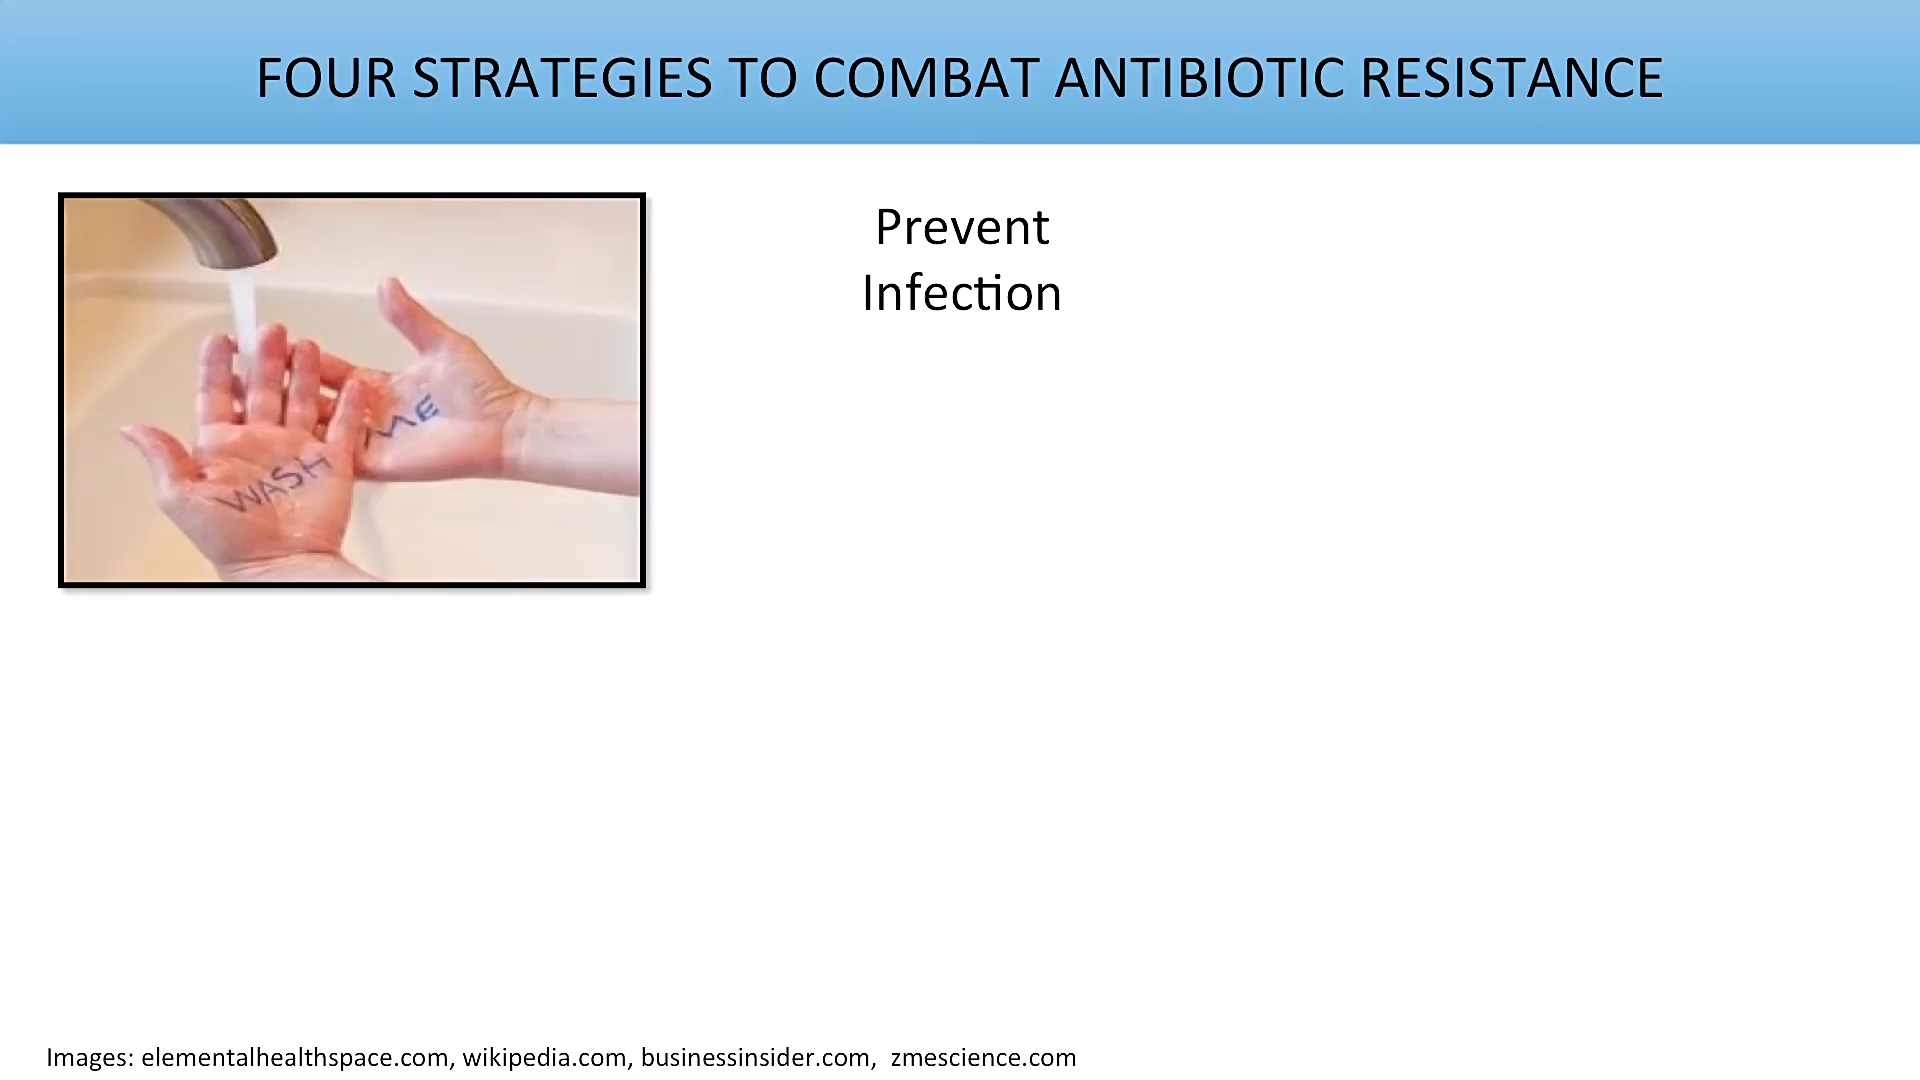 FOUR STRATEGIES TO COMBAT ANTIBIOTIC RESISTANCE
Prevent
Infection
WASH
ME
Images: elementalhealthspace.com, wikipedia.com, businessinsider.com, zmescience.com